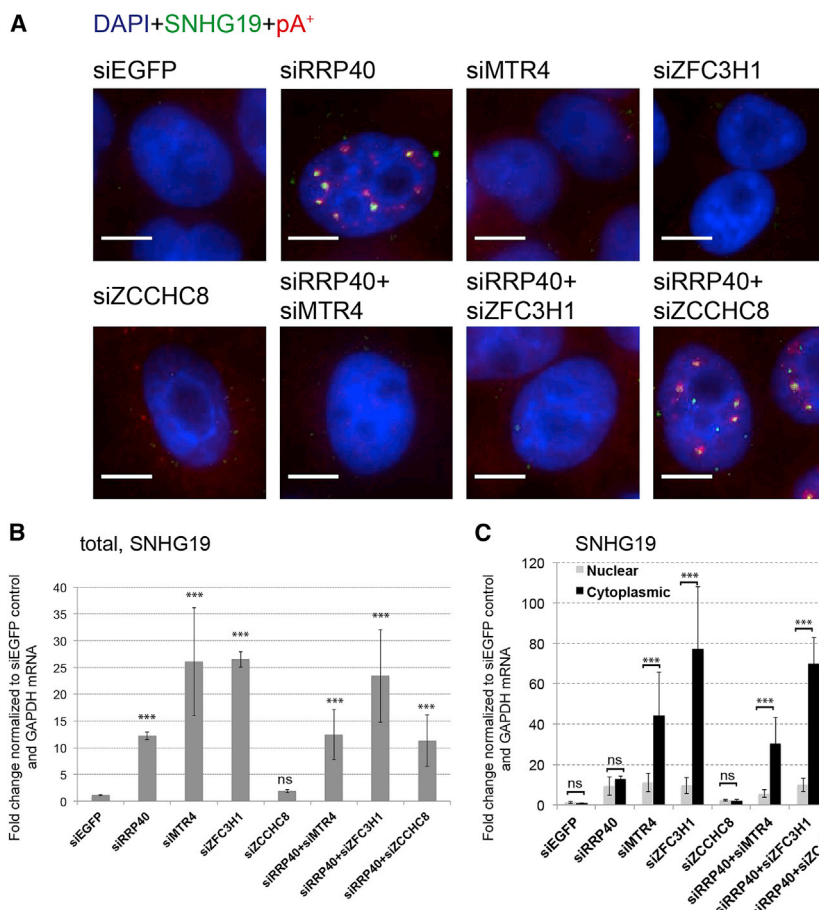 A DAPI+SNHG19+pA+
siEGFP siRRP40 siMTR4 siZFC3H1
siZCCHC8 siRRP40+ siRRP40+ siRRP40+
siMTR4 siZFC3H1 siZCCHC8
B total, SNHG19
Fold change normalized to siEGFP control
and GAPDH mRNA
40
35
30
25
20
15
10
5
0
***
***
***
ns
***
***
***
siEGFP
siRRP40
siMTR4
siZFC3H1
siZCCHC8
siRRP40+siMTR4
siRRP40+siZFC3H1
siRRP40+siZCCHC8
C SNHG19
Nuclear
Cytoplasmic
Fold change normalized to siEGFP control
and GAPDH mRNA
120
100
80
60
40
20
0
ns
ns
***
***
ns
***
***
siEGFP
siRRP40
siMTR4
siZFC3H1
siZCCHC8
siRRP40+siMTR4
siRRP40+siZFC3H1
siRRP40+siZC